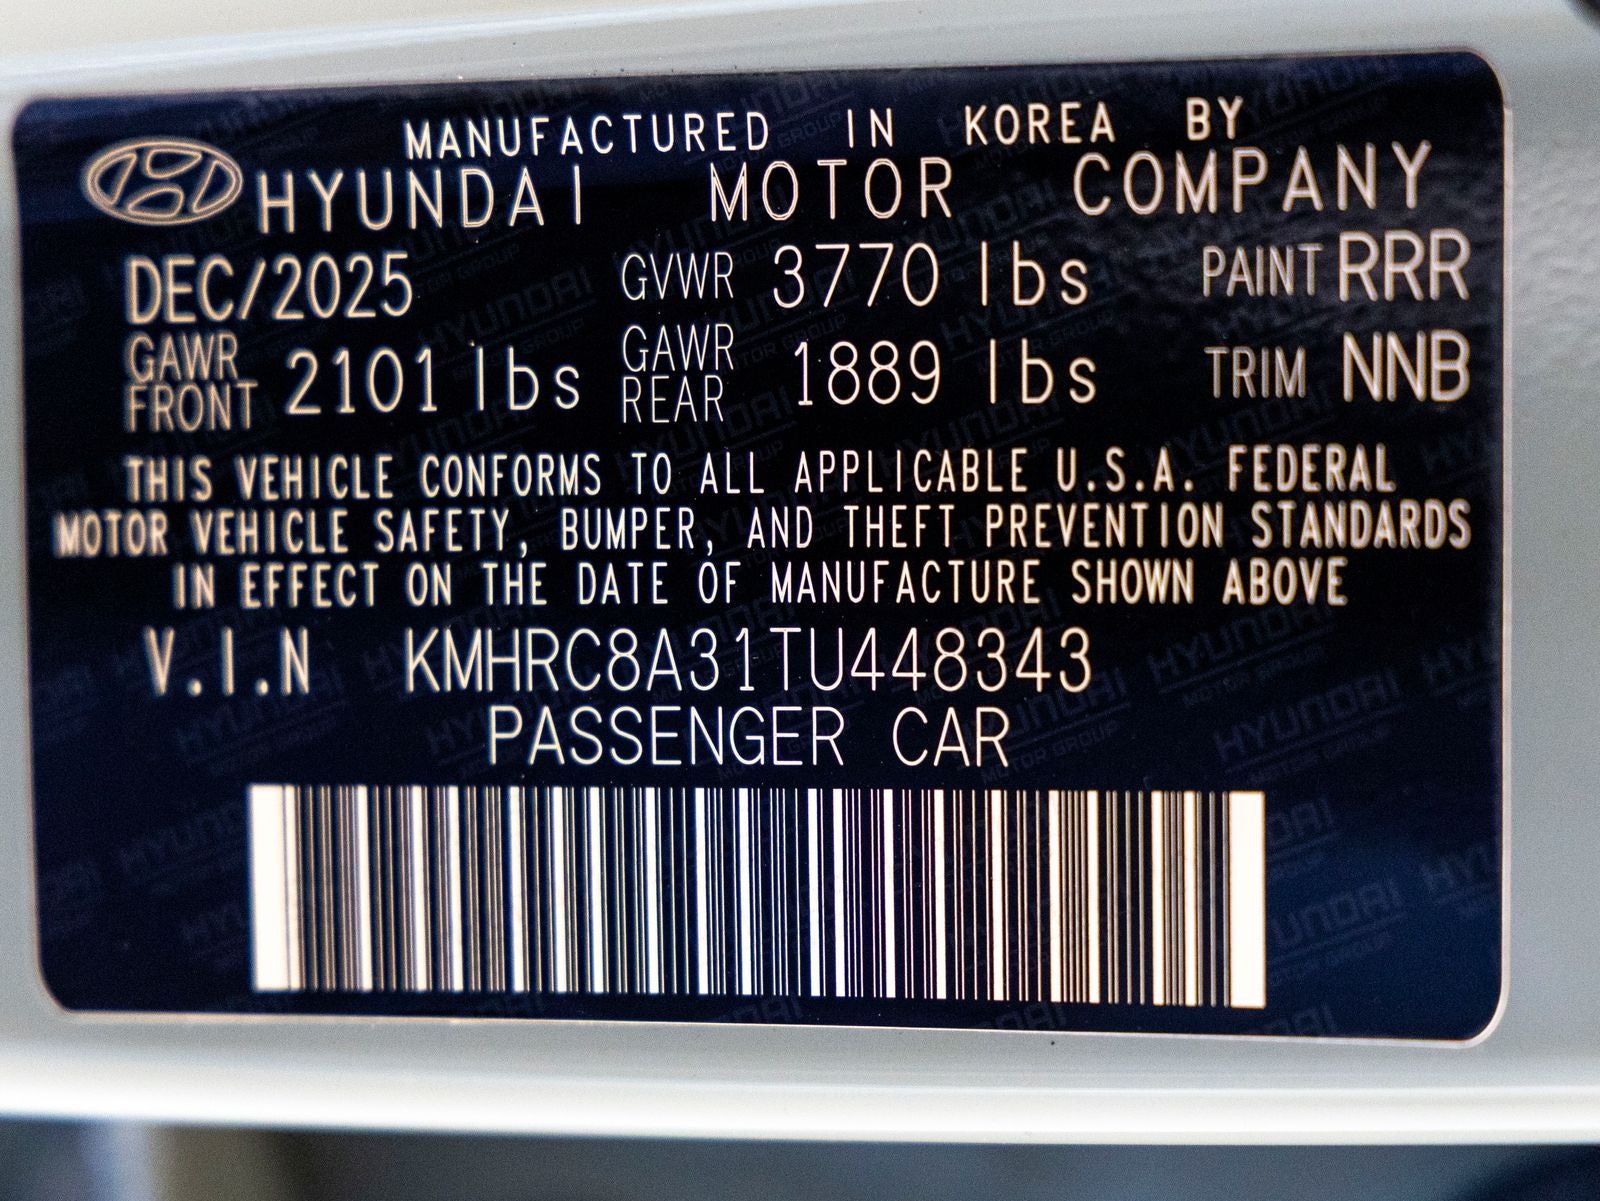 MANUFACTURED IN KOREA BY
HYUNDAI MOTOR COMPANY
DEC/2025 GVWR 3770 lbs PAINT RRR
GAWR FRONT 2101 lbs GAWR REAR 1889 lbs TRIM NNB
THIS VEHICLE CONFORMS TO ALL APPLICABLE U.S.A. FEDERAL
MOTOR VEHICLE SAFETY, BUMPER, AND THEFT PREVENTION STANDARDS
IN EFFECT ON THE DATE OF MANUFACTURE SHOWN ABOVE
V.I.N KMHRC8A31TU448343
PASSENGER CAR